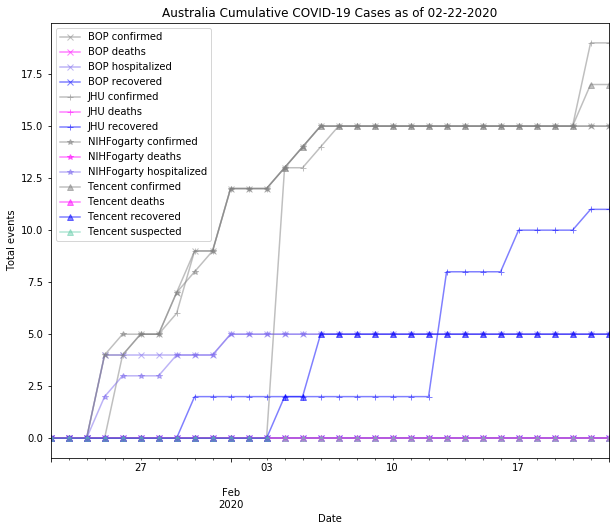 Australia Cumulative COVID-19 Cases as of 02-22-2020
BOP confirmed
BOP deaths
BOP hospitalized
BOP recovered
JHU confirmed
JHU deaths
JHU recovered
NIHFogarty confirmed
NIHFogarty deaths
NIHFogarty hospitalized
Tencent confirmed
Tencent deaths
Tencent recovered
Tencent suspected
Total events
17.5
15.0
12.5
10.0
7.5
5.0
2.5
0.0
27 03 10 17
Feb
2020
Date